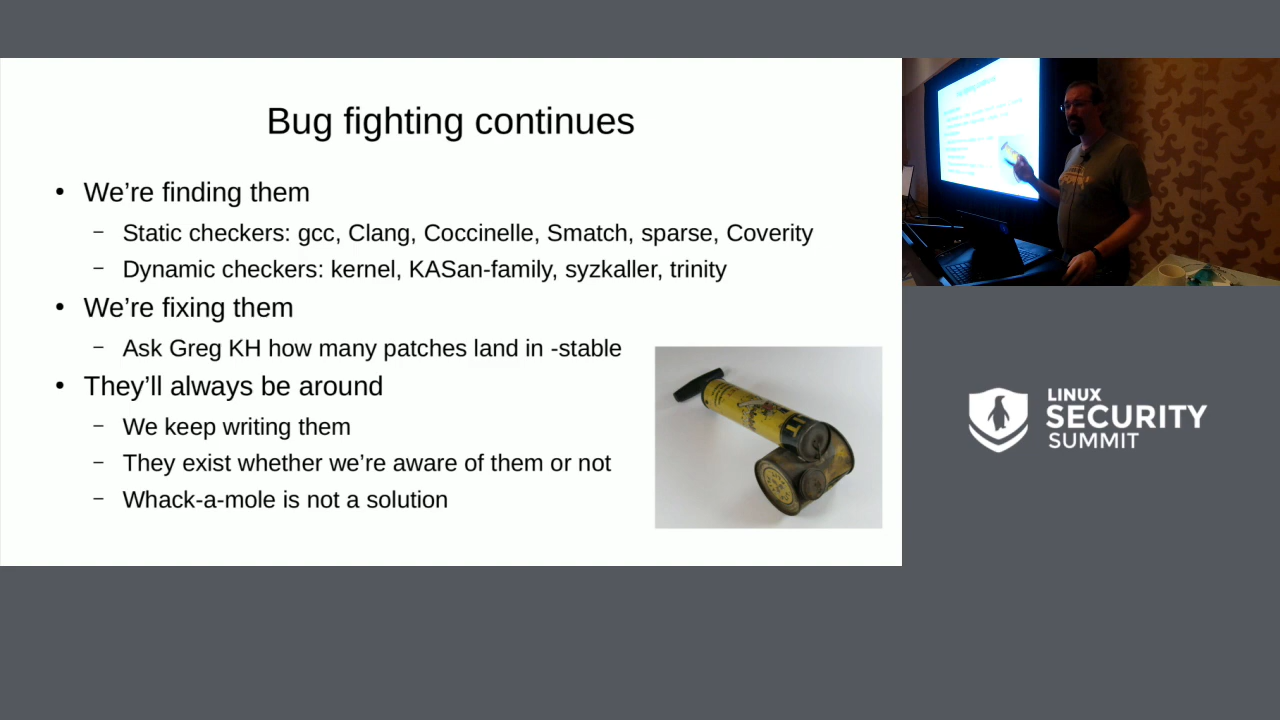 Bug fighting continues
• We’re finding them
– Static checkers: gcc, Clang, Coccinelle, Smatch, sparse, Coverity
– Dynamic checkers: kernel, KASan-family, syzkaller, trinity
• We’re fixing them
– Ask Greg KH how many patches land in -stable
• They’ll always be around
– We keep writing them
– They exist whether we’re aware of them or not
– Whack-a-mole is not a solution
LINUX
SECURITY
SUMMIT